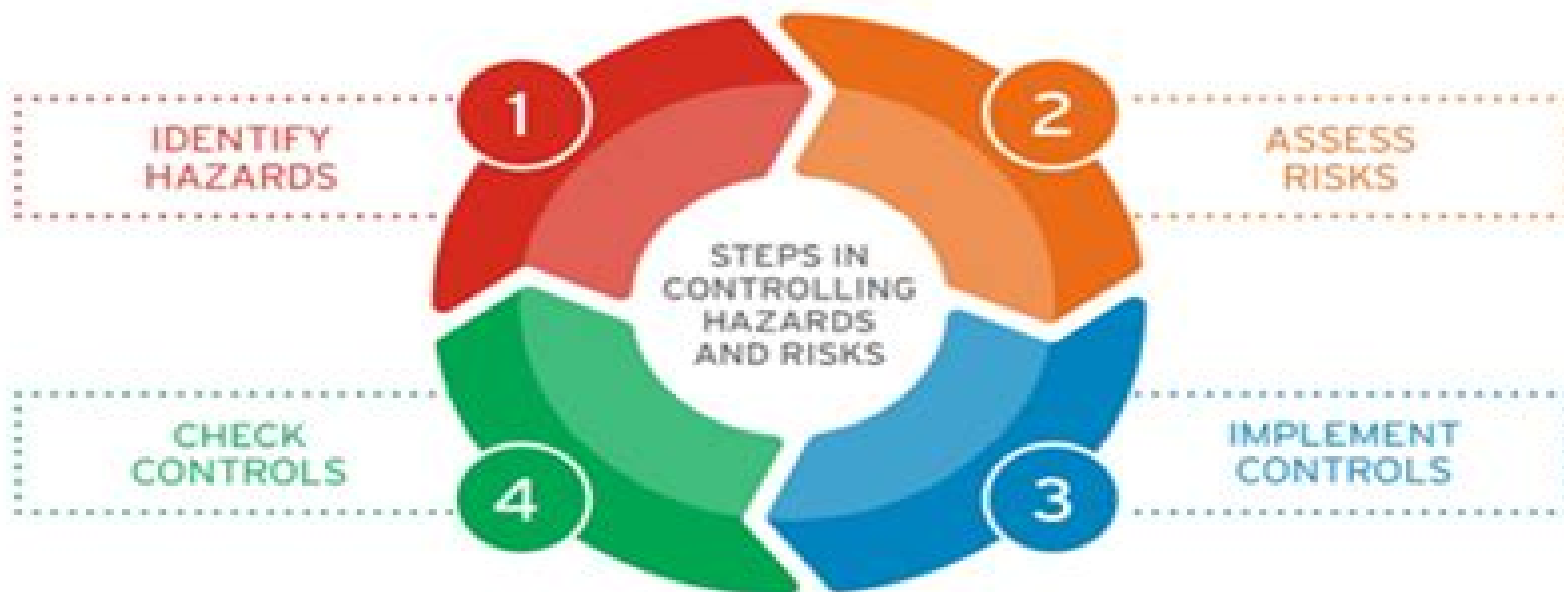 1
IDENTIFY
HAZARDS
2
ASSESS
RISKS
STEPS IN
CONTROLLING
HAZARDS
AND RISKS
3
IMPLEMENT
CONTROLS
4
CHECK
CONTROLS